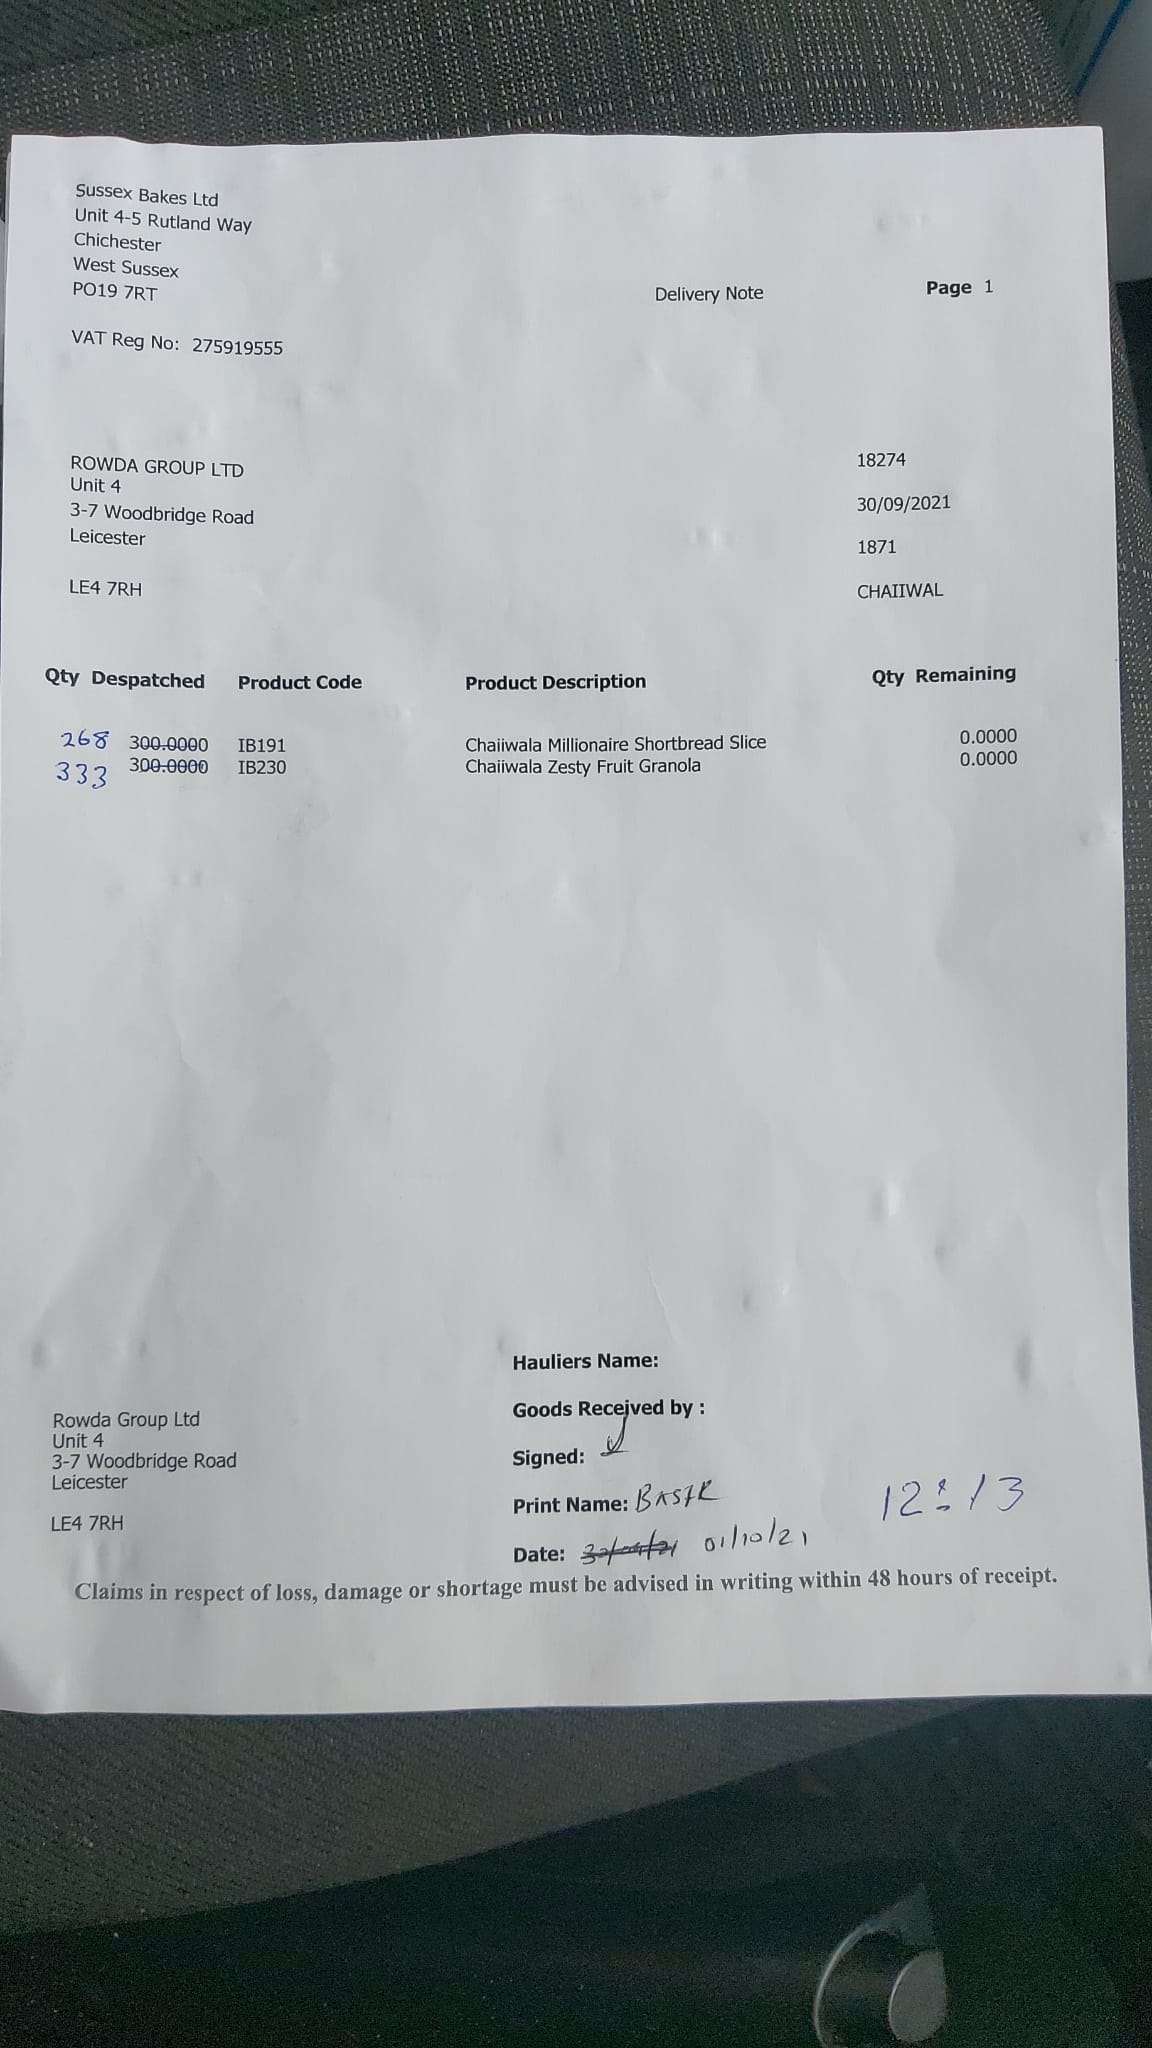 Sussex Bakes Ltd
Unit 4-5 Rutland Way
Chichester
West Sussex
PO19 7RT
Delivery Note
Page 1
VAT Reg No: 275919555
ROWDA GROUP LTD
Unit 4
3-7 Woodbridge Road
Leicester
LE4 7RH
18274
30/09/2021
1871
CHAIIWAL
Qty Despatched Product Code Product Description Qty Remaining
268 300.0000 IB191 Chaiiwala Millionaire Shortbread Slice 0.0000
333 300.0000 IB230 Chaiiwala Zesty Fruit Granola 0.0000
Rowda Group Ltd
Unit 4
3-7 Woodbridge Road
Leicester
LE4 7RH
Hauliers Name:
Goods Received by :
Signed:
Print Name: BASIR
12:13
Date: 01/10/21
Claims in respect of loss, damage or shortage must be advised in writing within 48 hours of receipt.